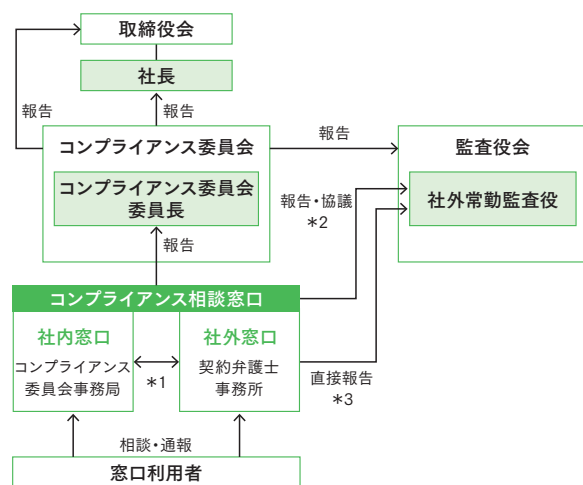 取締役会
社長
報告
報告
報告
コンプライアンス委員会
監査役会
コンプライアンス委員会
委員長
報告・協議
*2
社外常勤監査役
報告
コンプライアンス相談窓口
社内窓口
社外窓口
コンプライアンス
委員会事務局
*1
契約弁護士
事務所
直接報告
*3
相談・通報
窓口利用者